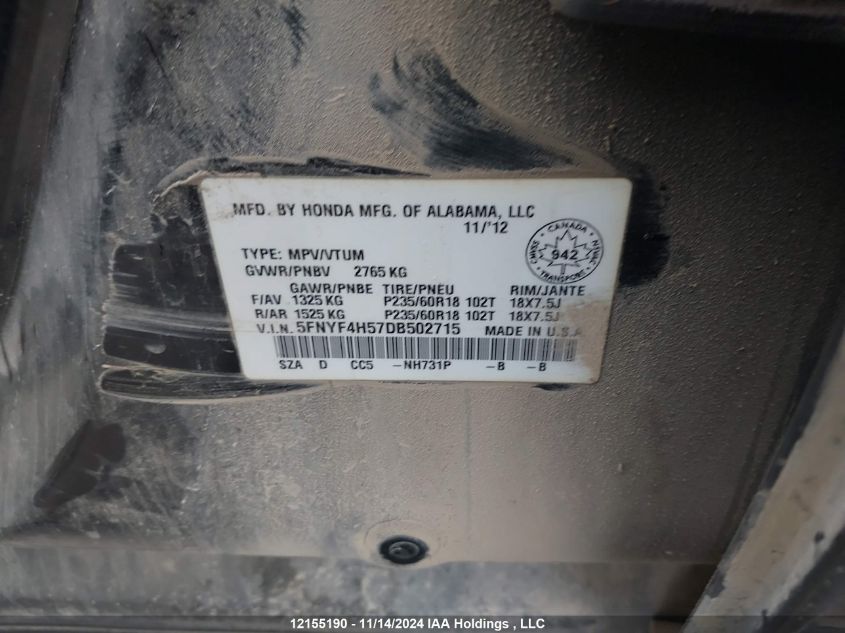 MFD. BY HONDA MFG. OF ALABAMA, LLC
11/'12
CANADA
942
TRANSPORT
TYPE: MPV/VTUM
GVWR/PNBV 2765 KG
GAWR/PNBE TIRE/PNEU RIM/JANTE
F/AV 1325 KG P235/60R18 102T 18X7.5J
R/AR 1525 KG P235/60R18 102T 18X7.5J
V.I.N. 5FNYF4H57DB502715 MADE IN U.S.A
SZA D CC5 -NH731P -B -B
12155190 - 11/14/2024 IAA Holdings , LLC